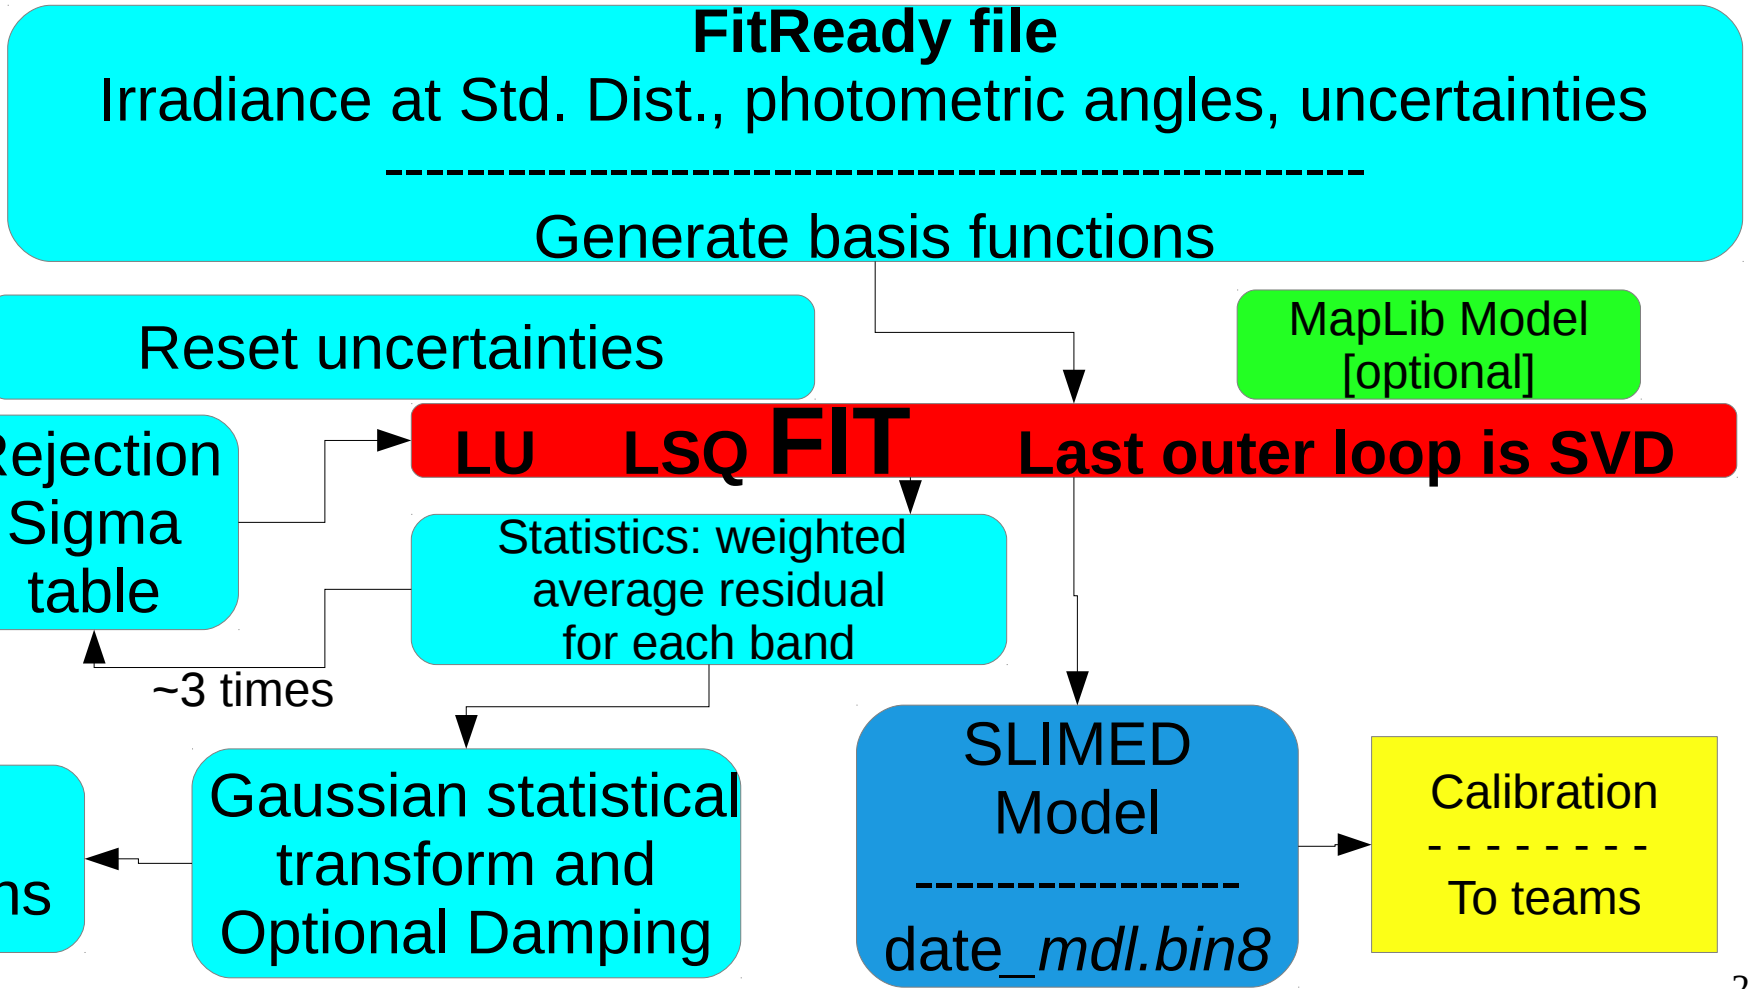 FitReady file
Irradiance at Std. Dist., photometric angles, uncertainties
------------------------------------------------
Generate basis functions
Reset uncertainties
MapLib Model
[optional]
LU LSQ FIT Last outer loop is SVD
Rejection
Sigma
table
Statistics: weighted
average residual
for each band
~3 times
Gaussian statistical
transform and
Optional Damping
SLIMED
Model
----------------
date_mdl.bin8
Calibration
- - - - - - - -
To teams